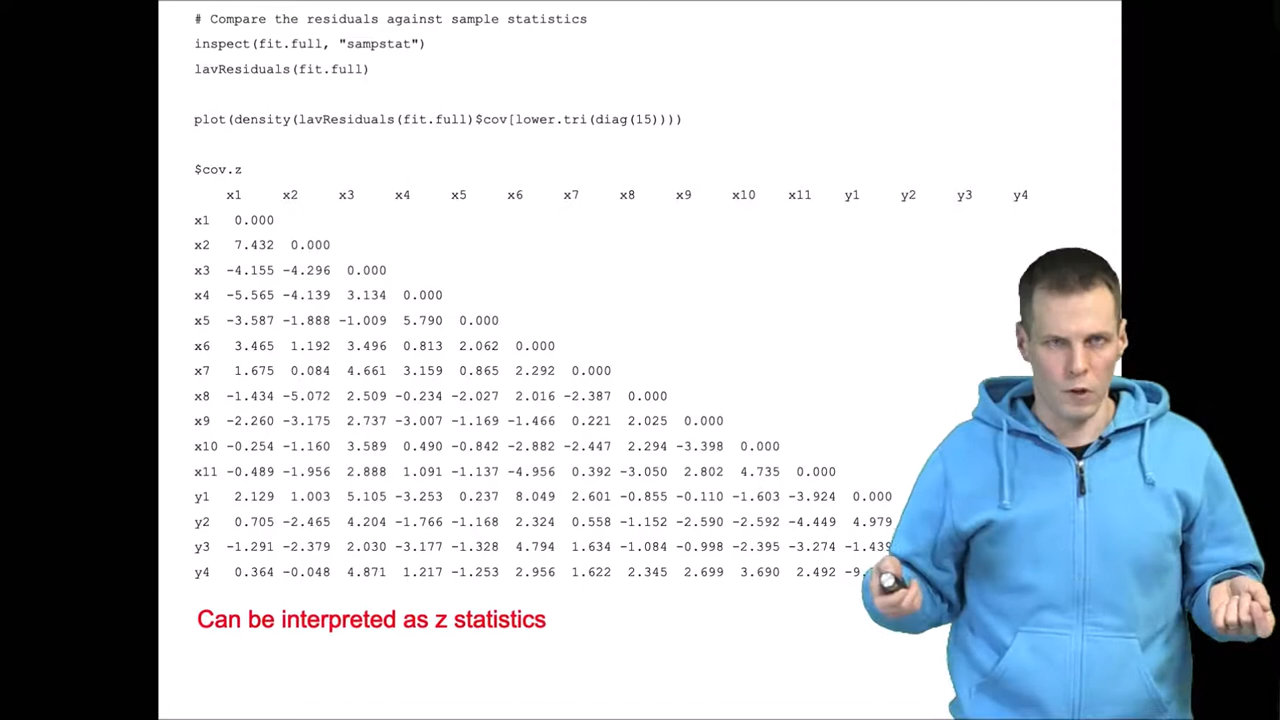 # Compare the residuals against sample statistics
inspect(fit.full, "sampstat")
lavResiduals(fit.full)
plot(density(lavResiduals(fit.full)$cov[lower.tri(diag(15))))
$cov.z
x1 x2 x3 x4 x5 x6 x7 x8 x9 x10 x11 y1 y2 y3 y4
x1 0.000
x2 7.432 0.000
x3 -4.155 -4.296 0.000
x4 -5.565 -4.139 3.134 0.000
x5 -3.587 -1.888 -1.009 5.790 0.000
x6 3.465 1.192 3.496 0.813 2.062 0.000
x7 1.675 0.084 4.661 3.159 0.865 2.292 0.000
x8 -1.434 -5.072 2.509 -0.234 -2.027 2.016 -2.387 0.000
x9 -2.260 -3.175 2.737 -3.007 -1.169 -1.466 0.221 2.025 0.000
x10 -0.254 -1.160 3.589 0.490 -0.842 -2.882 -2.447 2.294 -3.398 0.000
x11 -0.489 -1.956 2.888 1.091 -1.137 -4.956 0.392 -3.050 2.802 4.735 0.000
y1 2.129 1.003 5.105 -3.253 0.237 8.049 2.601 -0.855 -0.110 -1.603 -3.924 0.000
y2 0.705 -2.465 4.204 -1.766 -1.168 2.324 0.558 -1.152 -2.590 -2.592 -4.449 4.979
y3 -1.291 -2.379 2.030 -3.177 -1.328 4.794 1.634 -1.084 -0.998 -2.395 -3.274 -1.439
y4 0.364 -0.048 4.871 1.217 -1.253 2.956 1.622 2.345 2.699 3.690 2.492
Can be interpreted as z statistics